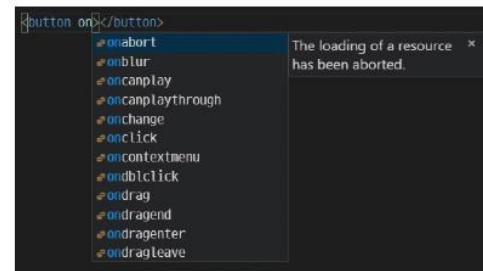 <button on></button>
onabort
The loading of a resource ×
has been aborted.
onblur
oncanplay
oncanplaythrough
onchange
onclick
oncontextmenu
ondblclick
ondrag
ondragend
ondragenter
ondragleave